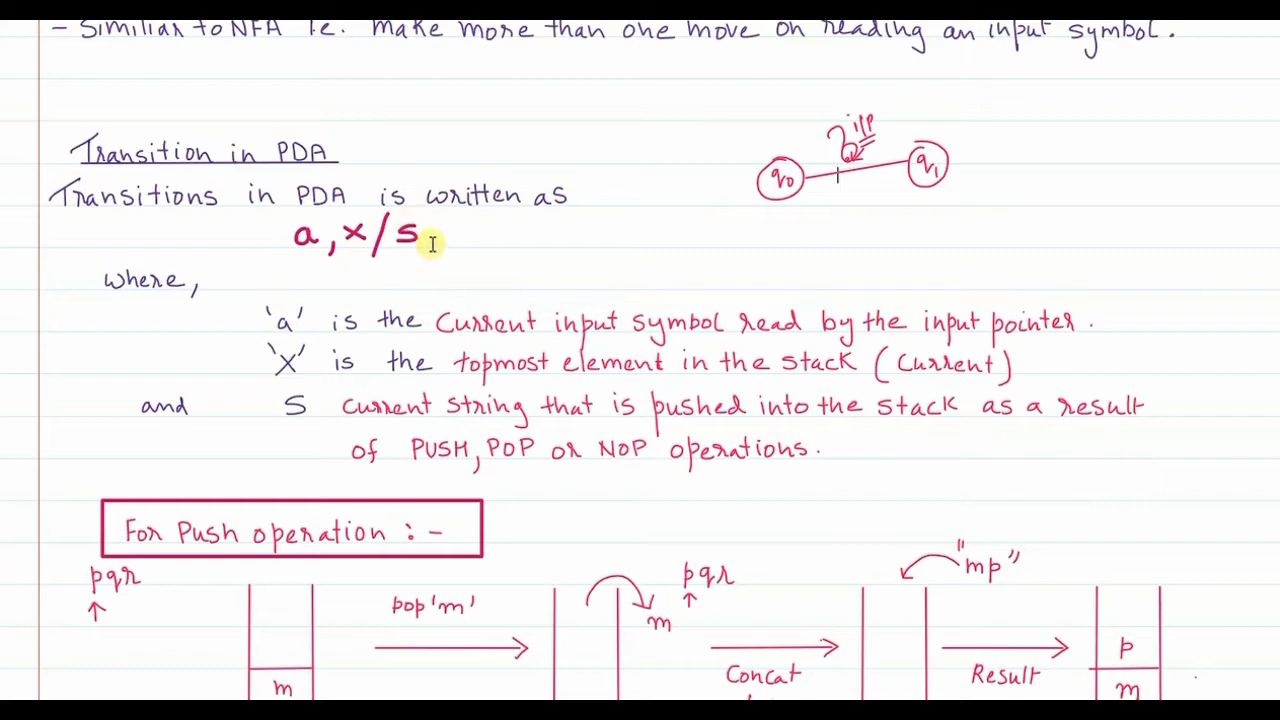 - Similiar to NFA i.e. make more than one move on reading an input symbol.
i/p
q0 q1
Transition in PDA
Transitions in PDA is written as
a, x/s
where,
'a' is the current input symbol read by the input pointer.
'X' is the topmost element in the stack (Current)
and S current string that is pushed into the stack as a result
of PUSH, POP or NOP operations.
For Push operation :-
pqr pop 'm' m pqr "mp"
↑ ↑
m Concat Result p
m